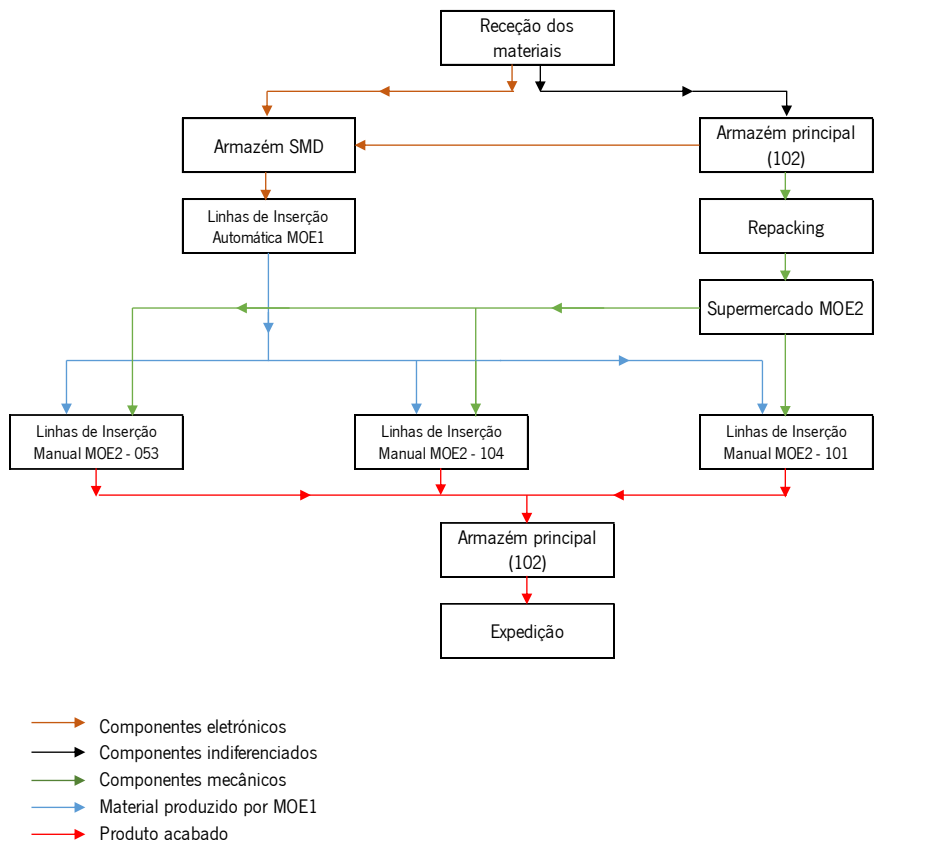 Receção dos
materiais
Armazém SMD
Armazém principal
(102)
Linhas de Inserção
Automática MOE1
Repacking
Supermercado MOE2
Linhas de Inserção
Manual MOE2 - 053
Linhas de Inserção
Manual MOE2 - 104
Linhas de Inserção
Manual MOE2 - 101
Armazém principal
(102)
Expedição
Componentes eletrónicos
Componentes indiferenciados
Componentes mecânicos
Material produzido por MOE1
Produto acabado